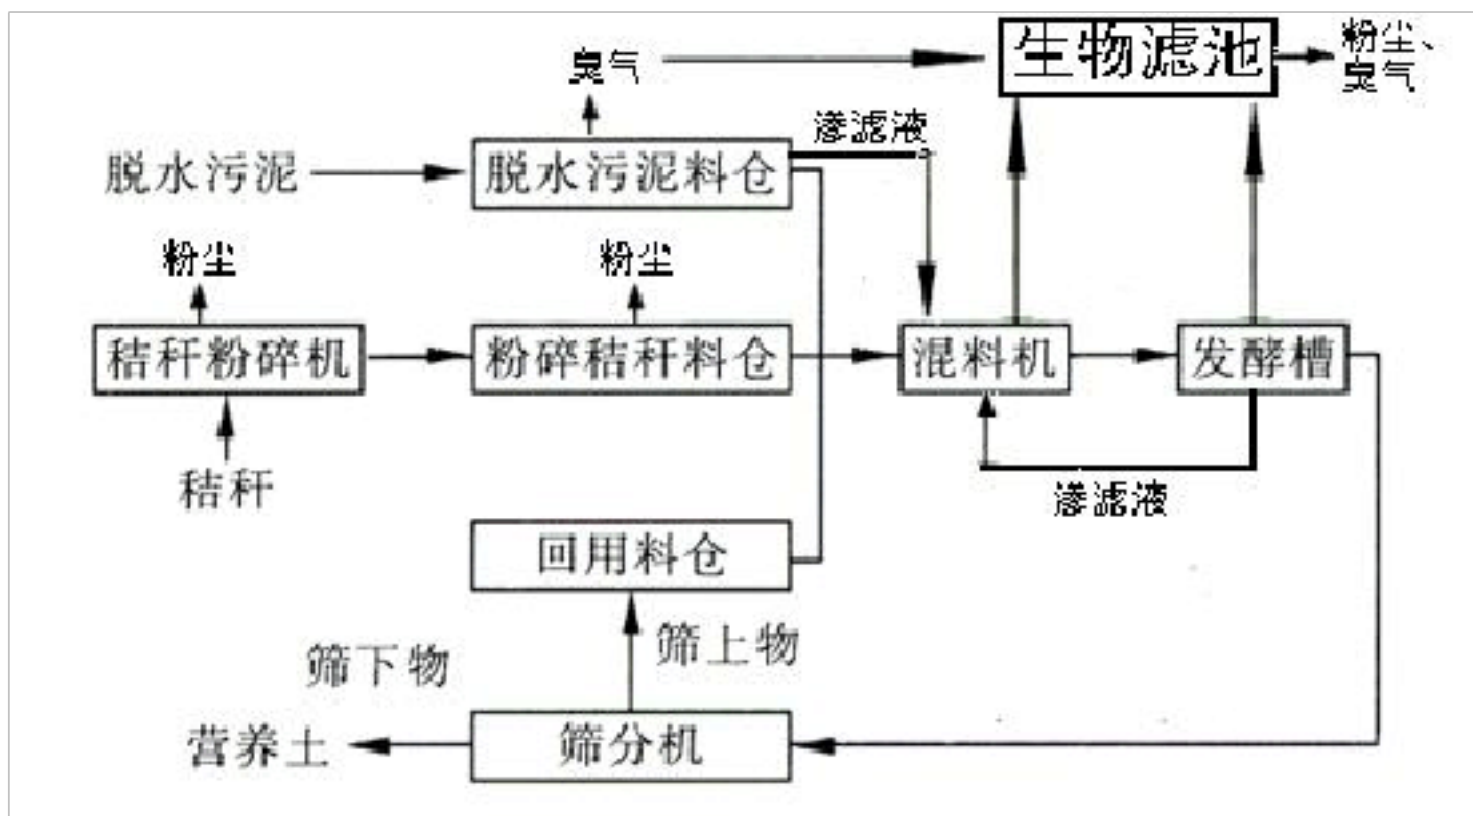 生物滤池
粉尘、
臭气
臭气
渗滤液
脱水污泥
脱水污泥料仓
粉尘
粉尘
秸秆粉碎机
粉碎秸秆料仓
混料机
发酵槽
秸秆
渗滤液
回用料仓
筛下物
筛上物
营养土
筛分机